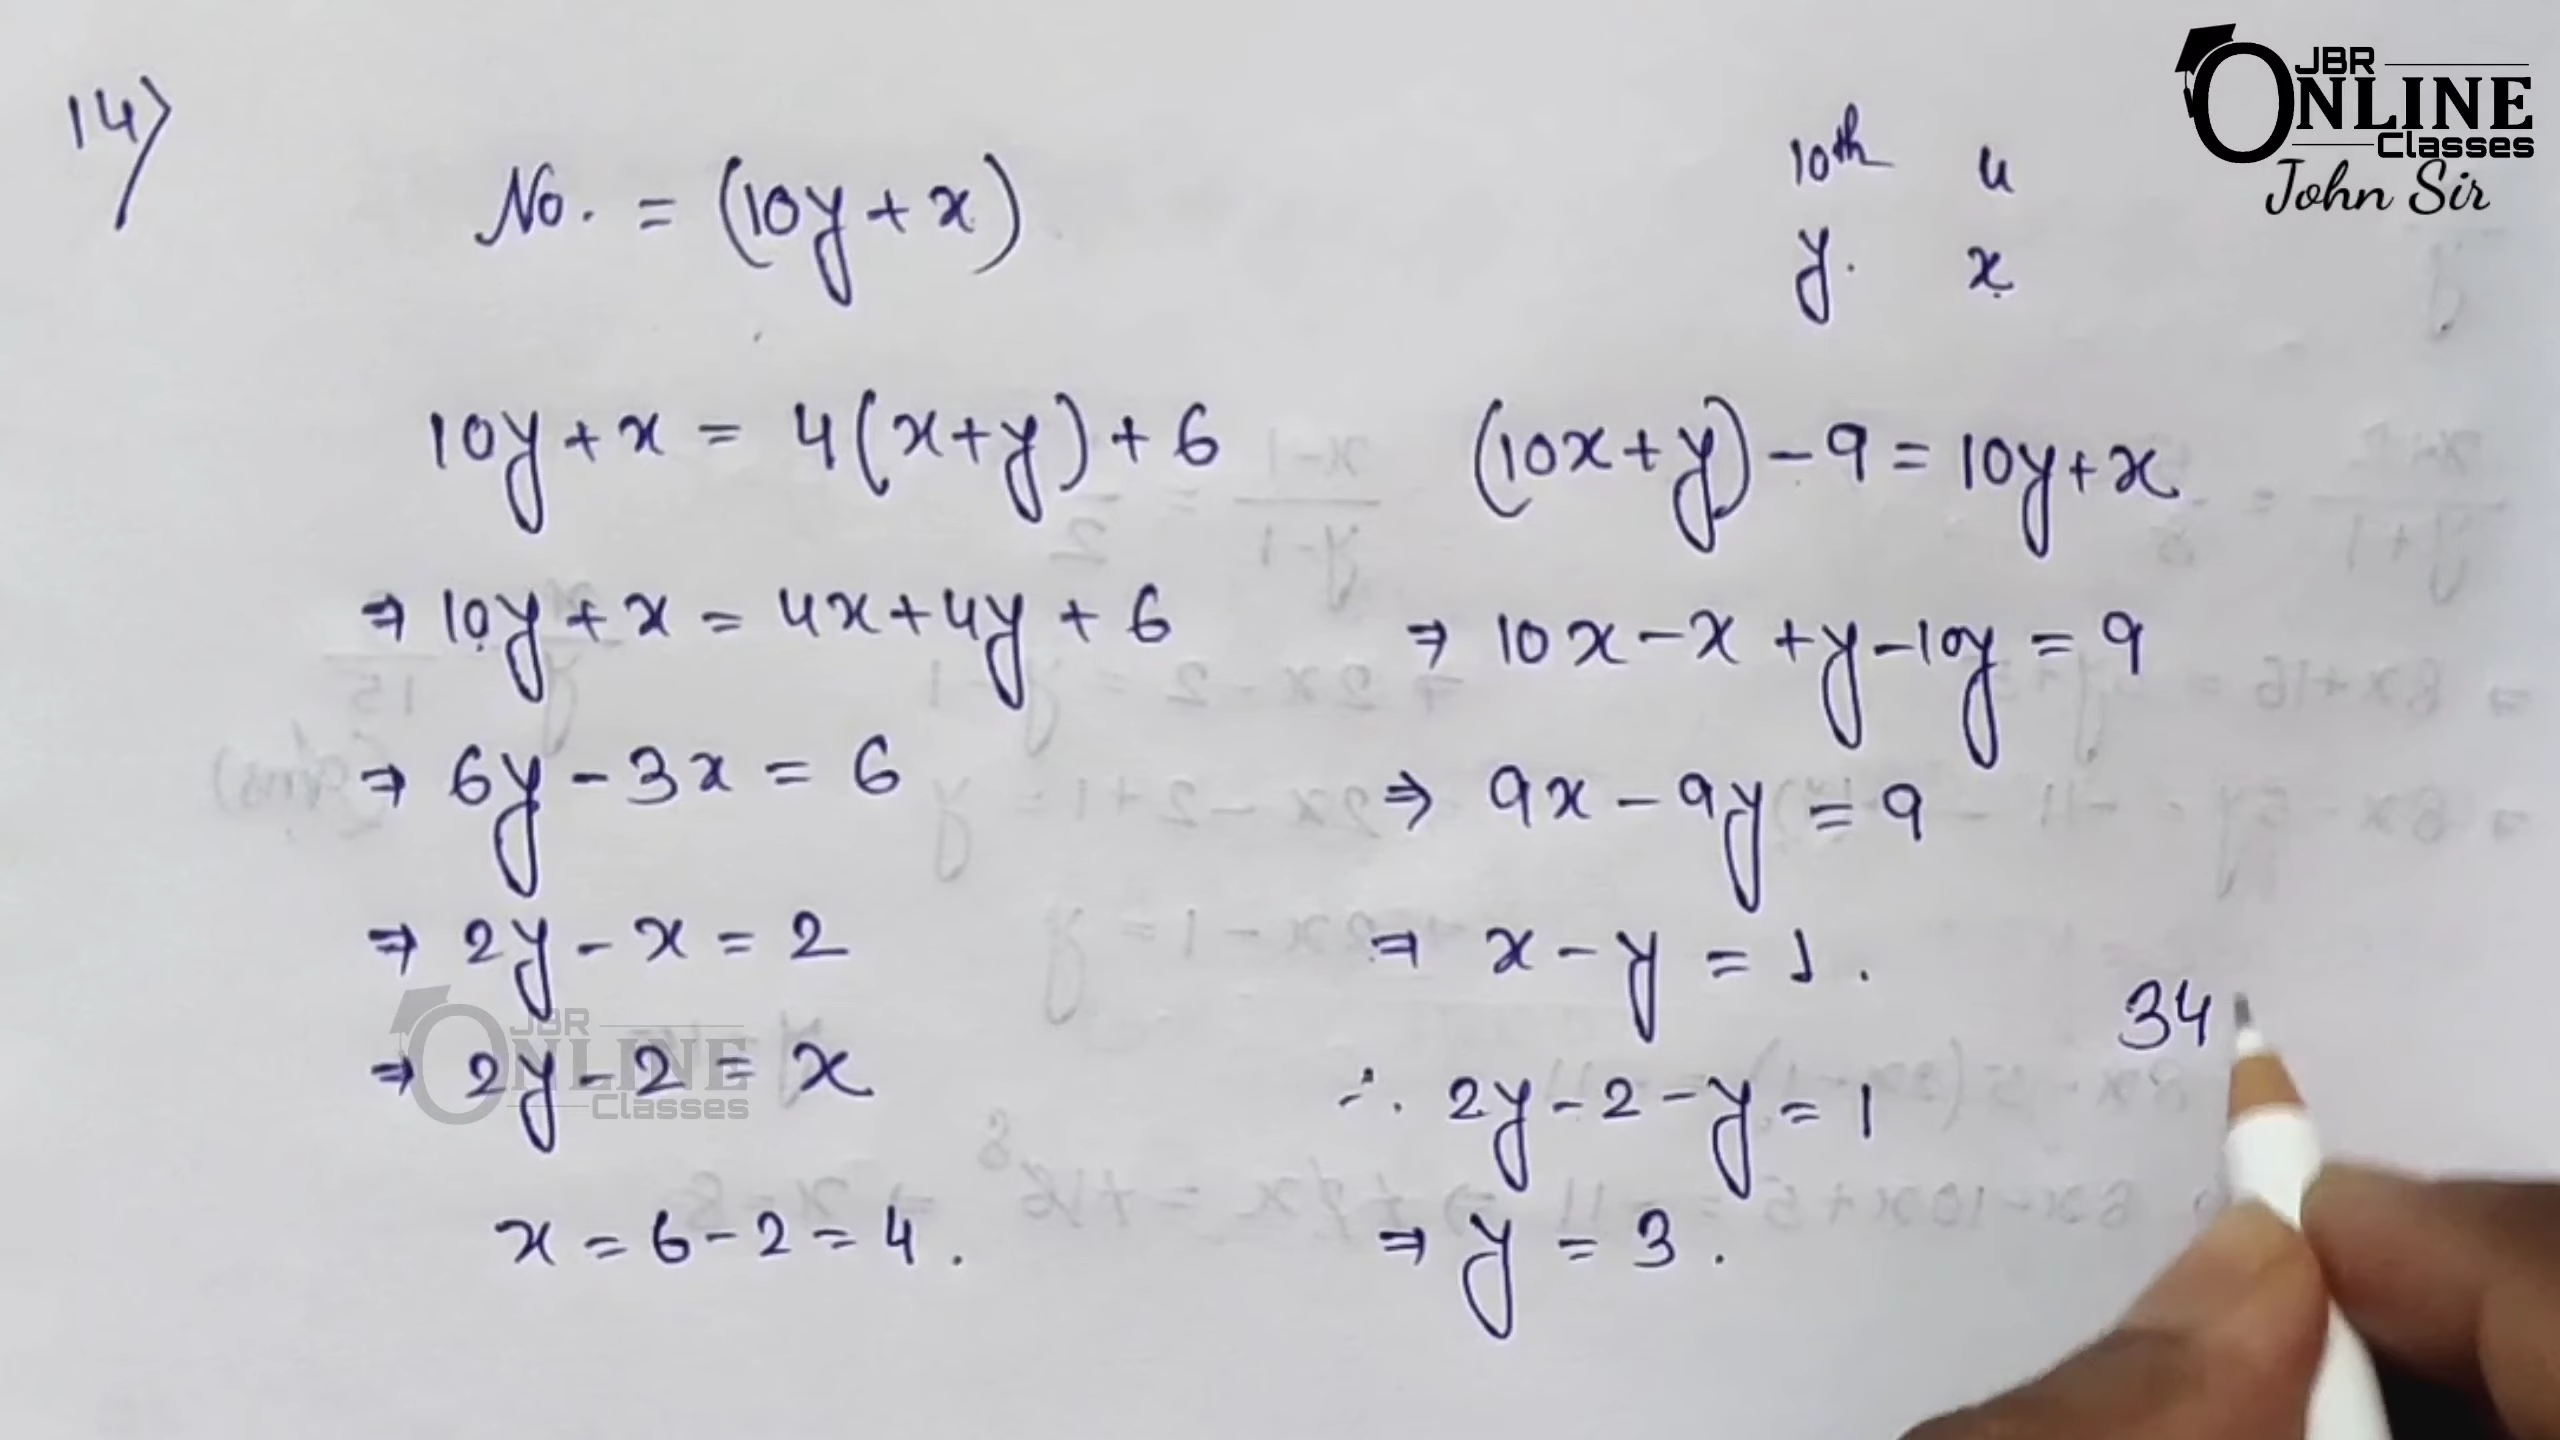 14)
JBR
ONLINE
Classes
John Sir
10th u
y. x
No. = (10y + x)
10y + x = 4(x+y) + 6
⇒ 10y + x = 4x + 4y + 6
⇒ 6y - 3x = 6
⇒ 2y - x = 2
⇒ 2y - 2 = x
x = 6 - 2 = 4 .
(10x + y) - 9 = 10y + x
⇒ 10x - x + y - 10y = 9
⇒ 9x - 9y = 9
⇒ x - y = 1 .
∴ 2y - 2 - y = 1
⇒ y = 3 .
34
JBR
ONLINE
Classes